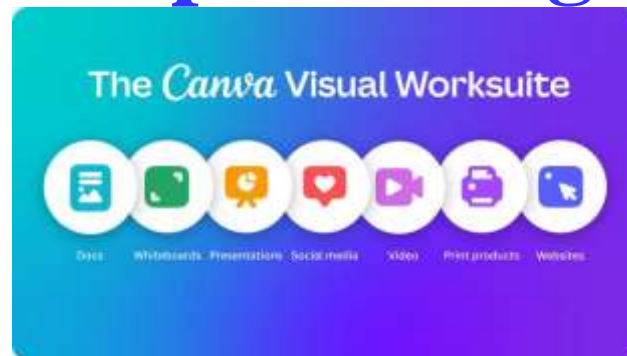 The Canva Visual Worksuite
Docs Whiteboards Presentations Social media Video Print products Websites